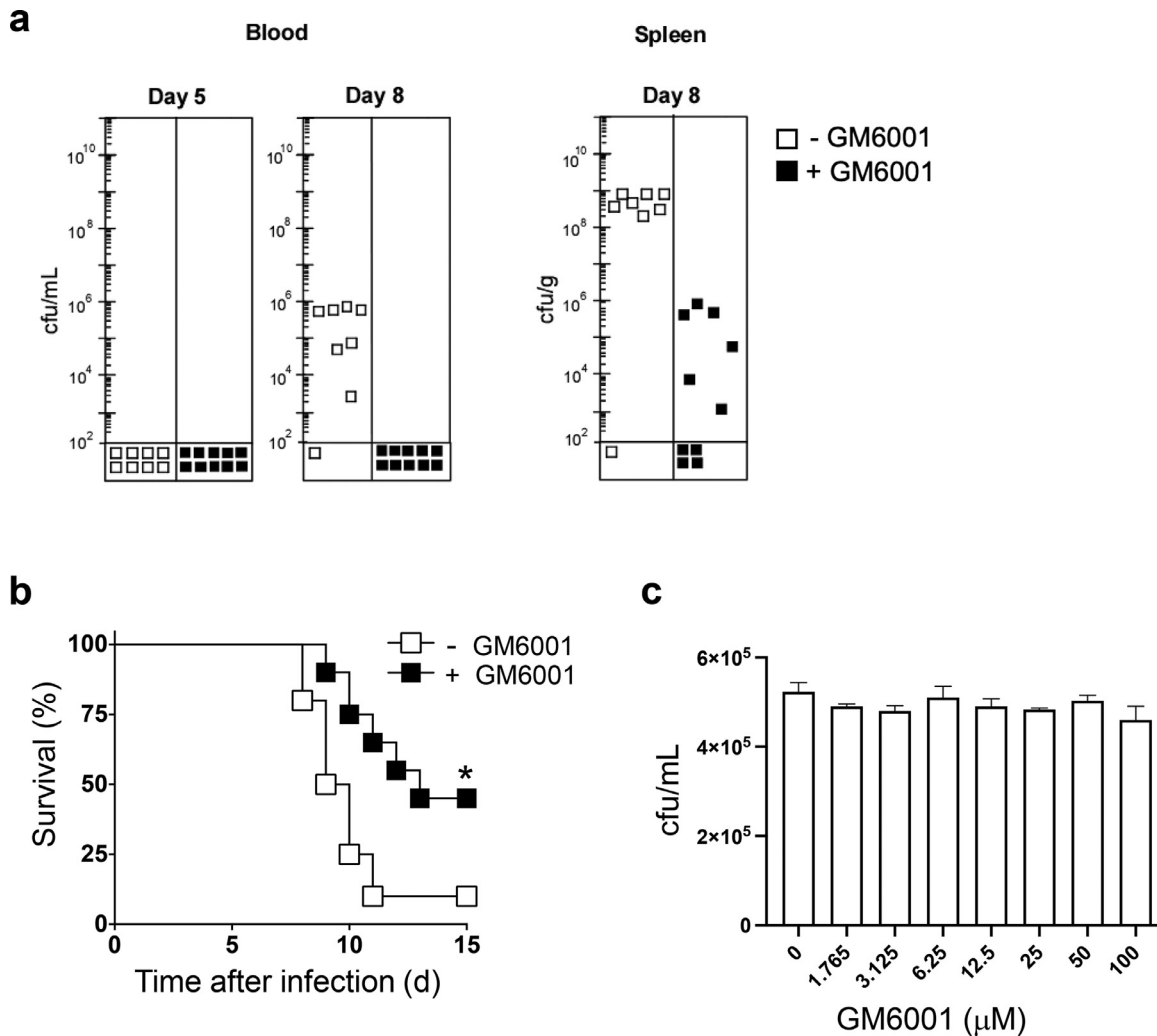 a
Blood
Spleen
Day 5
Day 8
Day 8
- GM6001
+ GM6001
cfu/mL
10^10
10^8
10^6
10^4
10^2
10^10
10^8
10^6
10^4
10^2
cfu/g
10^10
10^8
10^6
10^4
10^2
b
Survival (%)
100
75
50
25
0
0 5 10 15
Time after infection (d)
- GM6001
+ GM6001
*
c
cfu/mL
6×10^5
4×10^5
2×10^5
0
0 1.765 3.125 6.25 12.5 25 50 100
GM6001 (μM)